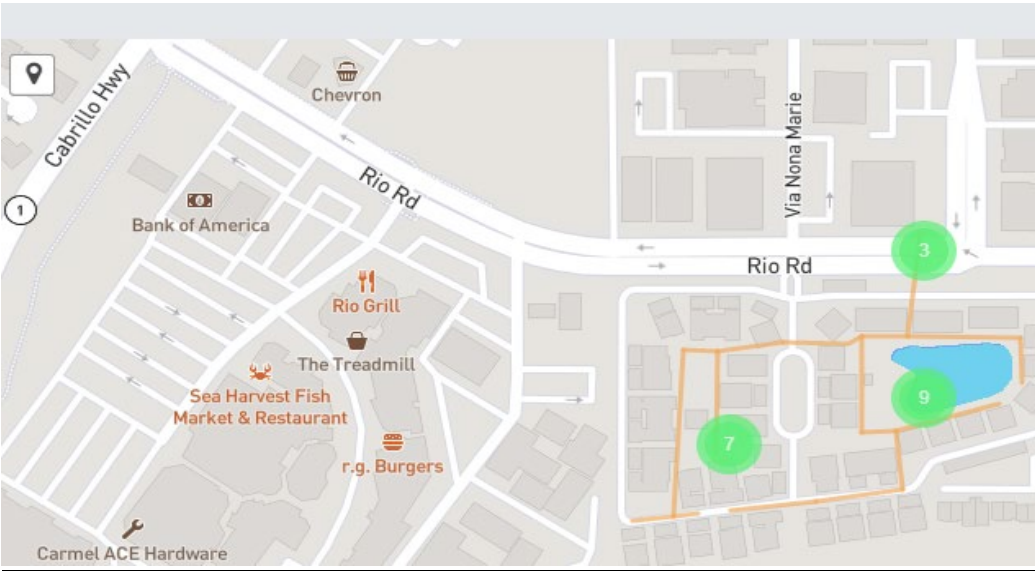 Cabrillo Hwy
Chevron
Via Nona Marie
1
Bank of America
Rio Rd
3
Rio Rd
Rio Grill
The Treadmill
Sea Harvest Fish
Market & Restaurant
9
7
r.g. Burgers
Carmel ACE Hardware